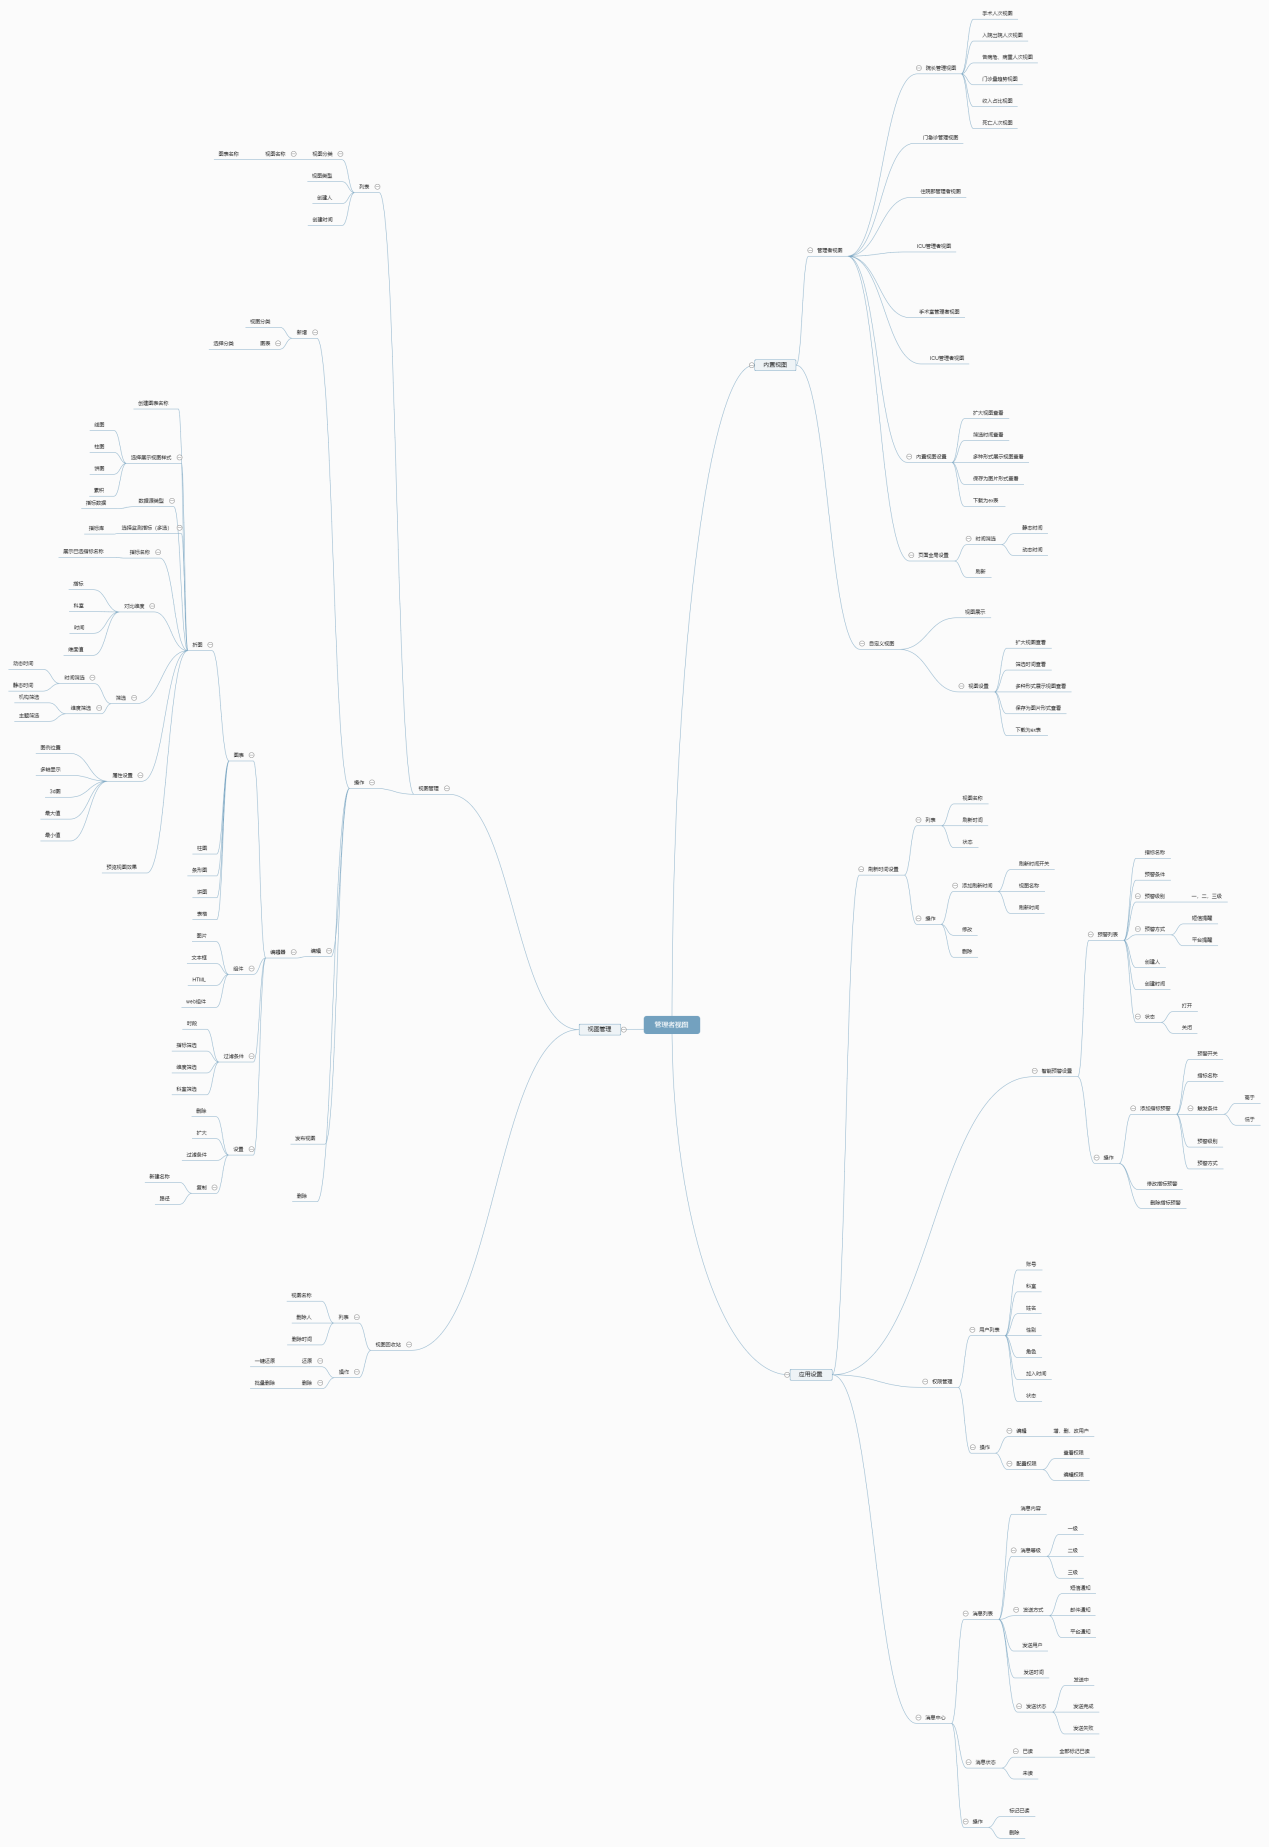 管理者视图
内置视图
管理者视图
院长管理视图
手术人次视图
入院出院人次视图
门诊量趋势视图
收入占比视图
死亡人次视图
门急诊管理视图
住院部管理者视图
ICU管理者视图
手术室管理者视图
ICU管理者视图
内置视图设置
扩大视图查看
筛选时间查看
多种形式展示视图查看
保存为图片形式查看
下载为ex表
页面全局设置
时间筛选
静态时间
动态时间
刷新
自定义视图
视图展示
视图设置
扩大视图查看
筛选时间查看
多种形式展示视图查看
保存为图片形式查看
下载为ex表
应用设置
刷新时间设置
列表
视图名称
刷新时间
状态
操作
添加刷新时间
刷新时间开关
视图名称
刷新时间
修改
删除
智能预警设置
预警列表
指标名称
预警条件
预警级别
一、二、三级
预警方式
短信提醒
平台提醒
创建人
创建时间
状态
打开
关闭
操作
添加指标预警
预警开关
指标名称
触发条件
高于
低于
预警级别
预警方式
修改指标预警
删除指标预警
权限管理
用户列表
账号
科室
姓名
性别
角色
加入时间
状态
操作
编辑
增、删、改用户
配置权限
查看权限
编辑权限
消息中心
消息列表
消息内容
消息等级
一级
二级
三级
发送方式
短信通知
邮件通知
平台通知
发送用户
发送时间
发送状态
发送中
发送完成
发送失败
消息状态
已读
全部标记已读
未读
操作
标记已读
删除
视图管理
视图管理
列表
视图分类
视图名称
图表名称
视图类型
创建人
创建时间
操作
新增
视图分类
图表
选择分类
编辑
编辑器
图表
折图
创建图表名称
选择展示视图样式
线图
柱图
饼图
面积
数据源类型
指标数据
选择监测指标（多选）
指标库
指标名称
展示已选指标名称
对比维度
指标
科室
时间
维度值
筛选
时间筛选
动态时间
静态时间
维度筛选
机构筛选
主题筛选
属性设置
图例位置
多轴显示
3d图
最大值
最小值
预览视图效果
柱图
条形图
饼图
表格
组件
图片
文本框
HTML
web组件
过滤条件
时间
指标筛选
维度筛选
科室筛选
设置
删除
扩大
过滤条件
复制
新建名称
路径
发布视图
删除
视图回收站
列表
视图名称
删除人
删除时间
操作
还原
一键还原
删除
批量删除